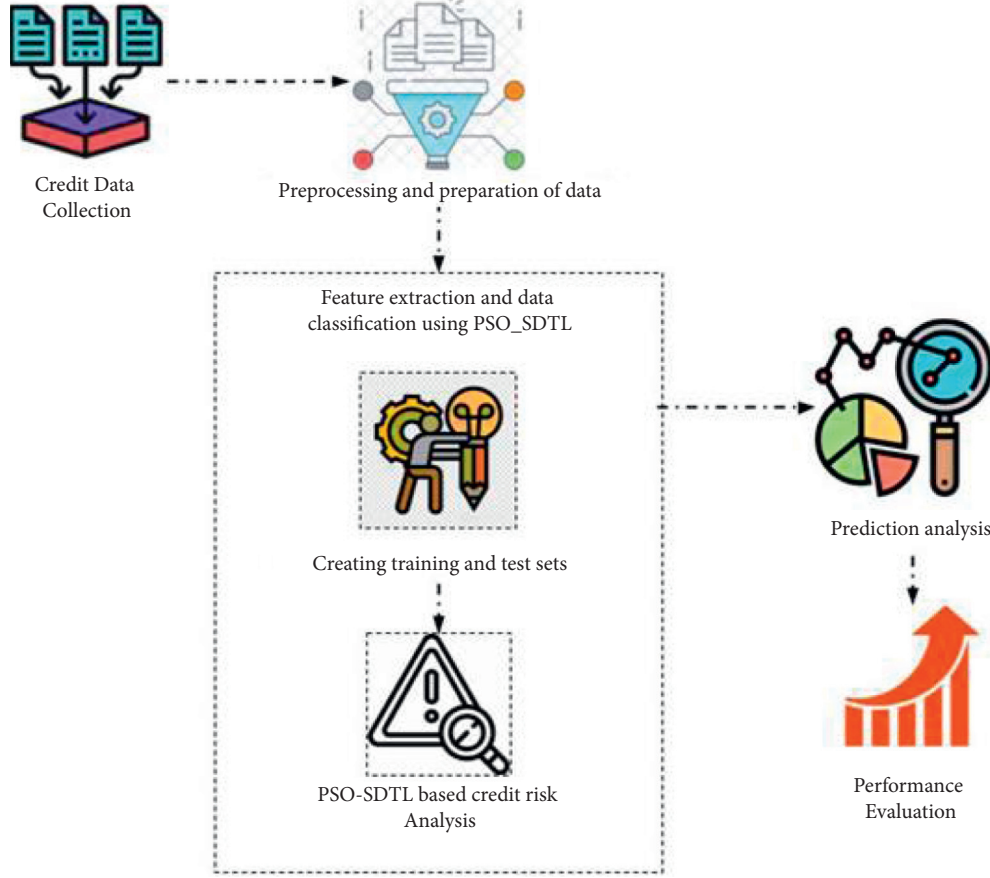 Credit Data
Collection
Preprocessing and preparation of data
Feature extraction and data
classification using PSO_SDTL
Creating training and test sets
PSO-SDTL based credit risk
Analysis
Prediction analysis
Performance
Evaluation